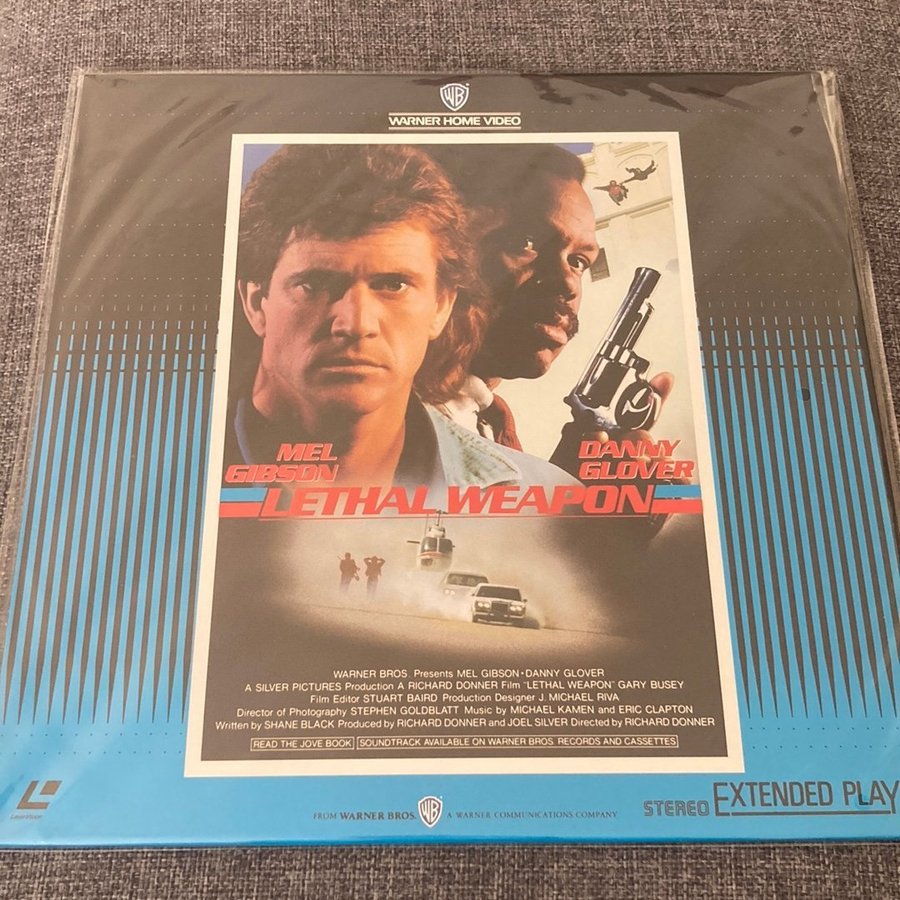 WB
WARNER HOME VIDEO
MEL
GIBSON
DANNY
GLOVER
LETHAL WEAPON
WARNER BROS. Presents MEL GIBSON · DANNY GLOVER
A SILVER PICTURES Production A RICHARD DONNER Film "LETHAL WEAPON" GARY BUSEY
Film Editor STUART BAIRD Production Designer J. MICHAEL RIVA
Director of Photography STEPHEN GOLDBLATT Music by MICHAEL KAMEN and ERIC CLAPTON
Written by SHANE BLACK Produced by RICHARD DONNER and JOEL SILVER Directed by RICHARD DONNER
READ THE JOVE BOOK SOUNDTRACK AVAILABLE ON WARNER BROS. RECORDS AND CASSETTES
LaserVision
FROM WARNER BROS. WB A WARNER COMMUNICATIONS COMPANY
STEREO EXTENDED PLAY